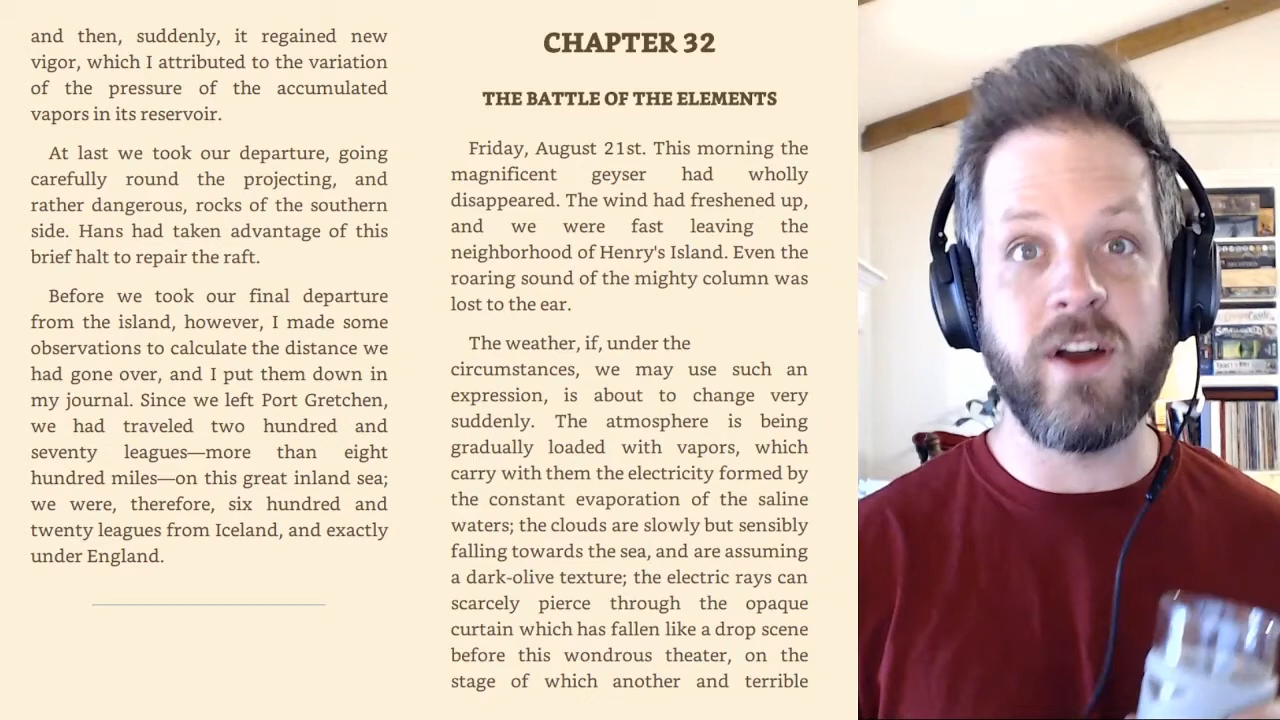 and then, suddenly, it regained new
vigor, which I attributed to the variation
of the pressure of the accumulated
vapors in its reservoir.
At last we took our departure, going
carefully round the projecting, and
rather dangerous, rocks of the southern
side. Hans had taken advantage of this
brief halt to repair the raft.
Before we took our final departure
from the island, however, I made some
observations to calculate the distance we
had gone over, and I put them down in
my journal. Since we left Port Gretchen,
we had traveled two hundred and
seventy leagues—more than eight
hundred miles—on this great inland sea;
we were, therefore, six hundred and
twenty leagues from Iceland, and exactly
under England.
CHAPTER 32
THE BATTLE OF THE ELEMENTS
Friday, August 21st. This morning the
magnificent geyser had wholly
disappeared. The wind had freshened up,
and we were fast leaving the
neighborhood of Henry's Island. Even the
roaring sound of the mighty column was
lost to the ear.
The weather, if, under the
circumstances, we may use such an
expression, is about to change very
suddenly. The atmosphere is being
gradually loaded with vapors, which
carry with them the electricity formed by
the constant evaporation of the saline
waters; the clouds are slowly but sensibly
falling towards the sea, and are assuming
a dark-olive texture; the electric rays can
scarcely pierce through the opaque
curtain which has fallen like a drop scene
before this wondrous theater, on the
stage of which another and terrible